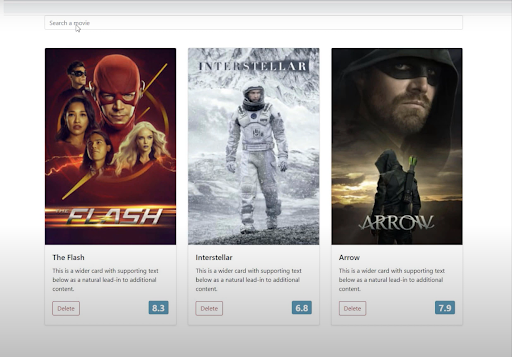 Search a movie
THE FLASH
INTERSTELLAR
ARROW
The Flash
This is a wider card with supporting text
below as a natural lead-in to additional
content.
Delete
8.3
Interstellar
This is a wider card with supporting text
below as a natural lead-in to additional
content.
Delete
6.8
Arrow
This is a wider card with supporting text
below as a natural lead-in to additional
content.
Delete
7.9